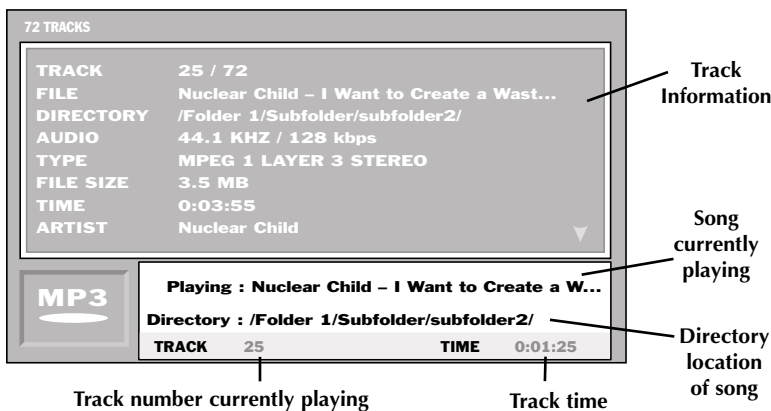 72 TRACKS
TRACK 25 / 72
FILE Nuclear Child – I Want to Create a Wast...
DIRECTORY /Folder 1/Subfolder/subfolder2/
AUDIO 44.1 KHZ / 128 kbps
TYPE MPEG 1 LAYER 3 STEREO
FILE SIZE 3.5 MB
TIME 0:03:55
ARTIST Nuclear Child
Track
Information
MP3
Playing : Nuclear Child – I Want to Create a W...
Directory : /Folder 1/Subfolder/subfolder2/
TRACK 25 TIME 0:01:25
Song
currently
playing
Directory
location
of song
Track number currently playing
Track time